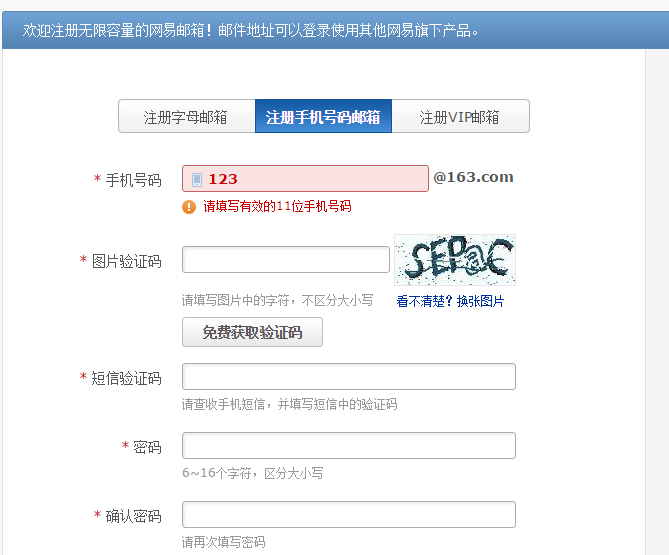 欢迎注册无限容量的网易邮箱！邮件地址可以登录使用其他网易旗下产品。
注册字母邮箱 注册手机号码邮箱 注册VIP邮箱
* 手机号码 123 @163.com
请填写有效的11位手机号码
* 图片验证码
请填写图片中的字符，不区分大小写 看不清楚？换张图片
免费获取验证码
* 短信验证码
请查收手机短信，并填写短信中的验证码
* 密码
6~16个字符，区分大小写
* 确认密码
请再次填写密码